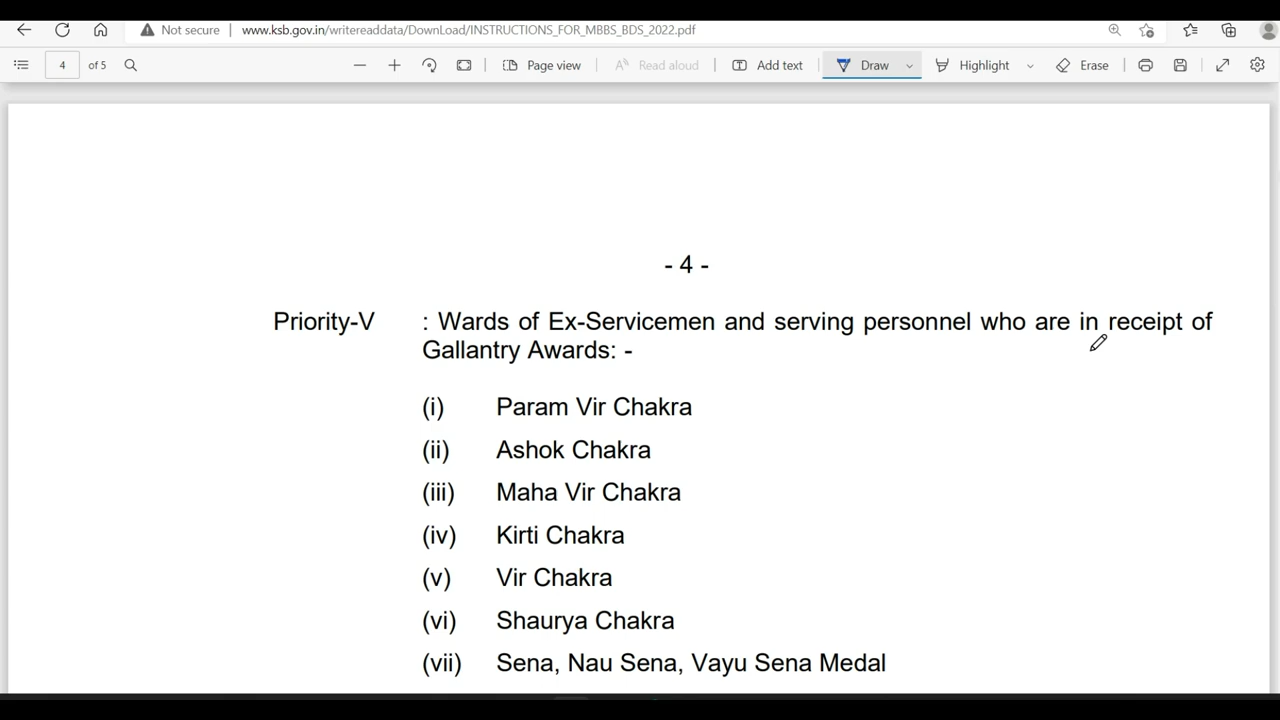 Not secure | www.ksb.gov.in/writereaddata/DownLoad/INSTRUCTIONS_FOR_MBBS_BDS_2022.pdf
4 of 5 Page view Read aloud Add text Draw Highlight Erase
- 4 -
Priority-V : Wards of Ex-Servicemen and serving personnel who are in receipt of
Gallantry Awards: -
(i) Param Vir Chakra
(ii) Ashok Chakra
(iii) Maha Vir Chakra
(iv) Kirti Chakra
(v) Vir Chakra
(vi) Shaurya Chakra
(vii) Sena, Nau Sena, Vayu Sena Medal